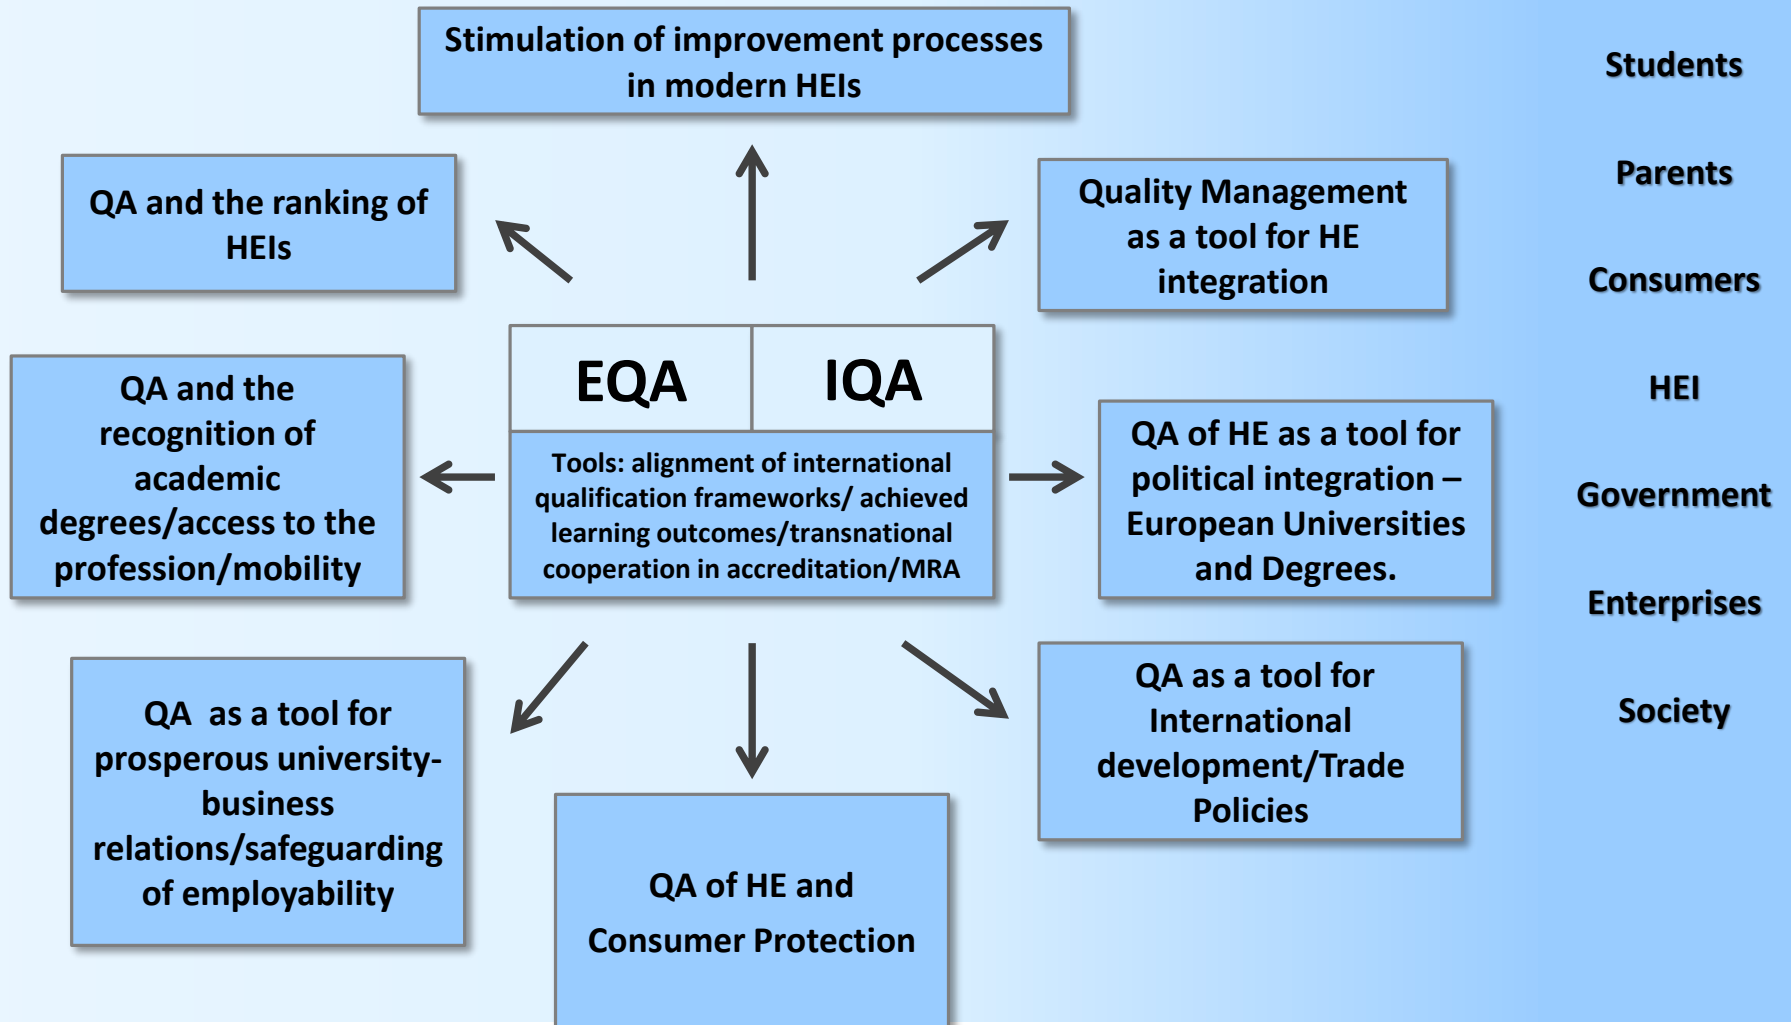 Stimulation of improvement processes
in modern HEIs
QA and the ranking of
HEIs
Quality Management
as a tool for HE
integration
EQA
IQA
Tools: alignment of international
qualification frameworks/ achieved
learning outcomes/transnational
cooperation in accreditation/MRA
QA and the
recognition of
academic
degrees/access to the
profession/mobility
QA of HE as a tool for
political integration –
European Universities
and Degrees.
QA as a tool for
prosperous university-
business
relations/safeguarding
of employability
QA of HE and
Consumer Protection
QA as a tool for
International
development/Trade
Policies
Students
Parents
Consumers
HEI
Government
Enterprises
Society